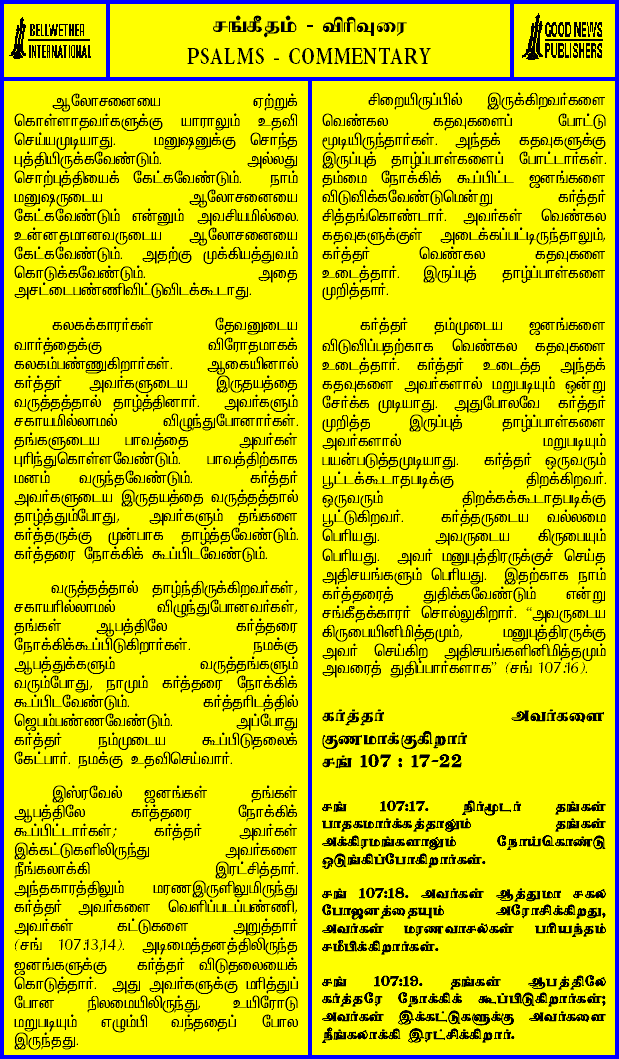 BELLWETHER
INTERNATIONAL
சங்கீதம் - விரிவுரை
PSALMS - COMMENTARY
GOOD NEWS
PUBLISHERS
ஆலோசனையை ஏற்றுக்
கொள்ளாதவர்களுக்கு யாராலும் உதவி
செய்யமுடியாது. மனுஷனுக்கு சொந்த
புத்தியிருக்கவேண்டும். அல்லது
சொற்புத்தியைக் கேட்கவேண்டும். நாம்
மனுஷருடைய ஆலோசனையை
கேட்கவேண்டும் என்னும் அவசியமில்லை.
உன்னதமானவருடைய ஆலோசனையை
கேட்கவேண்டும். அதற்கு முக்கியத்துவம்
கொடுக்கவேண்டும். அதை
அசட்டைபண்ணிவிட்டுவிடக்கூடாது.
கலகக்காரர்கள் தேவனுடைய
வார்த்தைக்கு விரோதமாகக்
கலகம்பண்ணுகிறார்கள். ஆகையினால்
கர்த்தர் அவர்களுடைய இருதயத்தை
வருத்தத்தால் தாழ்த்தினார். அவர்களும்
சகாயமில்லாமல் விழுந்துபோனார்கள்.
தங்களுடைய பாவத்தை அவர்கள்
புரிந்துகொள்ளவேண்டும். பாவத்திற்காக
மனம் வருந்தவேண்டும். கர்த்தர்
அவர்களுடைய இருதயத்தை வருத்தத்தால்
தாழ்த்தும்போது, அவர்களும் தங்களை
கர்த்தருக்கு முன்பாக தாழ்த்தவேண்டும்.
கர்த்தரை நோக்கிக் கூப்பிடவேண்டும்.
வருத்தத்தால் தாழ்ந்திருக்கிறவர்கள்,
சகாயரில்லாமல் விழுந்துபோனவர்கள்,
தங்கள் ஆபத்திலே கர்த்தரை
நோக்கிக்கூப்பிடுகிறார்கள். நமக்கு
ஆபத்துக்களும் வருத்தங்களும்
வரும்போது, நாமும் கர்த்தரை நோக்கிக்
கூப்பிடவேண்டும். கர்த்தரிடத்தில்
ஜெபம்பண்ணவேண்டும். அப்போது
கர்த்தர் நம்முடைய கூப்பிடுதலைக்
கேட்பார். நமக்கு உதவிசெய்வார்.
இஸ்ரவேல் ஜனங்கள் தங்கள்
ஆபத்திலே கர்த்தரை நோக்கிக்
கூப்பிட்டார்கள்; கர்த்தர் அவர்கள்
இக்கட்டுகளிலிருந்து அவர்களை
நீங்கலாக்கி இரட்சித்தார்.
அந்தகாரத்திலும் மரணஇருளிலுமிருந்து
கர்த்தர் அவர்களை வெளிப்படப்பண்ணி,
அவர்கள் கட்டுகளை அறுத்தார்
(சங் 107:13,14). அடிமைத்தனத்திலிருந்த
ஜனங்களுக்கு கர்த்தர் விடுதலையைக்
கொடுத்தார். அது அவர்களுக்கு மரித்துப்
போன நிலமையிலிருந்து, உயிரோடு
மறுபடியும் எழும்பி வந்ததைப் போல
இருந்தது.
சிறையிருப்பில் இருக்கிறவர்களை
வெண்கல கதவுகளைப் போட்டு
மூடியிருந்தார்கள். அந்தக் கதவுகளுக்கு
இருப்புத் தாழ்ப்பாள்களைப் போட்டார்கள்.
தம்மை நோக்கிக் கூப்பிட்ட ஜனங்களை
விடுவிக்கவேண்டுமென்று கர்த்தர்
சித்தங்கொண்டார். அவர்கள் வெண்கல
கதவுகளுக்குள் அடைக்கப்பட்டிருந்தாலும்,
கர்த்தர் வெண்கல கதவுகளை
உடைத்தார். இருப்புத் தாழ்ப்பாள்களை
முறித்தார்.
கர்த்தர் தம்முடைய ஜனங்களை
விடுவிப்பதற்காக வெண்கல கதவுகளை
உடைத்தார். கர்த்தர் உடைத்த அந்தக்
கதவுகளை அவர்களால் மறுபடியும் ஒன்று
சேர்க்க முடியாது. அதுபோலவே கர்த்தர்
முறித்த இருப்புத் தாழ்ப்பாள்களை
அவர்களால் மறுபடியும்
பயன்படுத்தமுடியாது. கர்த்தர் ஒருவரும்
பூட்டக்கூடாதபடிக்கு திறக்கிறவர்.
ஒருவரும் திறக்கக்கூடாதபடிக்கு
பூட்டுகிறவர். கர்த்தருடைய வல்லமை
பெரியது. அவருடைய கிருபையும்
பெரியது. அவர் மனுபுத்திரருக்குச் செய்த
அதிசயங்களும் பெரியது. இதற்காக நாம்
கர்த்தரைத் துதிக்கவேண்டும் என்று
சங்கீதக்காரர் சொல்லுகிறார். "அவருடைய
கிருபையினிமித்தமும், மனுபுத்திரருக்கு
அவர் செய்கிற அதிசயங்களினிமித்தமும்
அவரைத் துதிப்பார்களாக" (சங் 107:16).
கர்த்தர் அவர்களை
குணமாக்குகிறார்
சங் 107 : 17-22
சங் 107:17. நிர்மூடர் தங்கள்
பாதகமார்க்கத்தாலும் தங்கள்
அக்கிரமங்களாலும் நோய்கொண்டு
ஒடுங்கிப்போகிறார்கள்.
சங் 107:18. அவர்கள் ஆத்துமா சகல
போஜனத்தையும் அரோசிக்கிறது,
அவர்கள் மரணவாசல்கள் பரியந்தம்
சமீபிக்கிறார்கள்.
சங் 107:19. தங்கள் ஆபத்திலே
கர்த்தரே நோக்கிக் கூப்பிடுகிறார்கள்;
அவர்கள் இக்கட்டுகளுக்கு அவர்களை
நீங்கலாக்கி இரட்சிக்கிறார்.